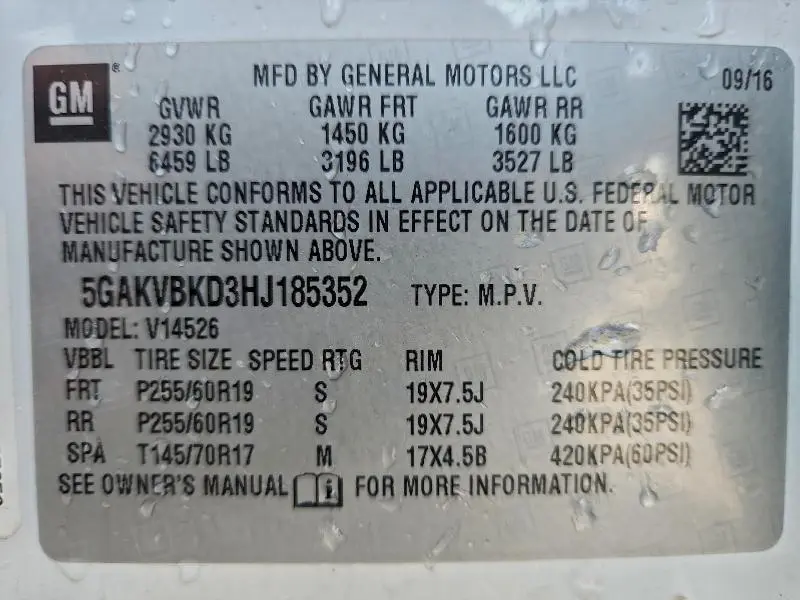 GM ® MFD BY GENERAL MOTORS LLC 09/16
GVWR GAWR FRT GAWR RR
2930 KG 1450 KG 1600 KG
6459 LB 3196 LB 3527 LB
THIS VEHICLE CONFORMS TO ALL APPLICABLE U.S. FEDERAL MOTOR
VEHICLE SAFETY STANDARDS IN EFFECT ON THE DATE OF
MANUFACTURE SHOWN ABOVE.
5GAKVBKD3HJ185352 TYPE: M.P.V.
MODEL: V14526
VBBL TIRE SIZE SPEED RTG RIM COLD TIRE PRESSURE
FRT P255/60R19 S 19X7.5J 240KPA(35PSI)
RR P255/60R19 S 19X7.5J 240KPA(35PSI)
SPA T145/70R17 M 17X4.5B 420KPA(60PSI)
SEE OWNER'S MANUAL FOR MORE INFORMATION.